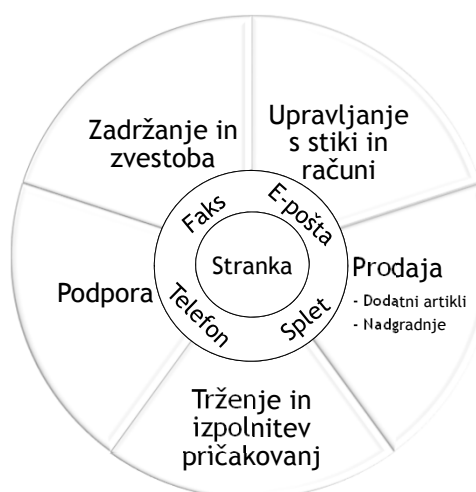 Zadržanje in
zvestoba
Upravljanje
s stiki in
računi
Faks
E-pošta
Stranka
Podpora
Telefon
Splet
Prodaja
- Dodatni artikli
- Nadgradnje
Trženje in
izpolnitev
pričakovanj